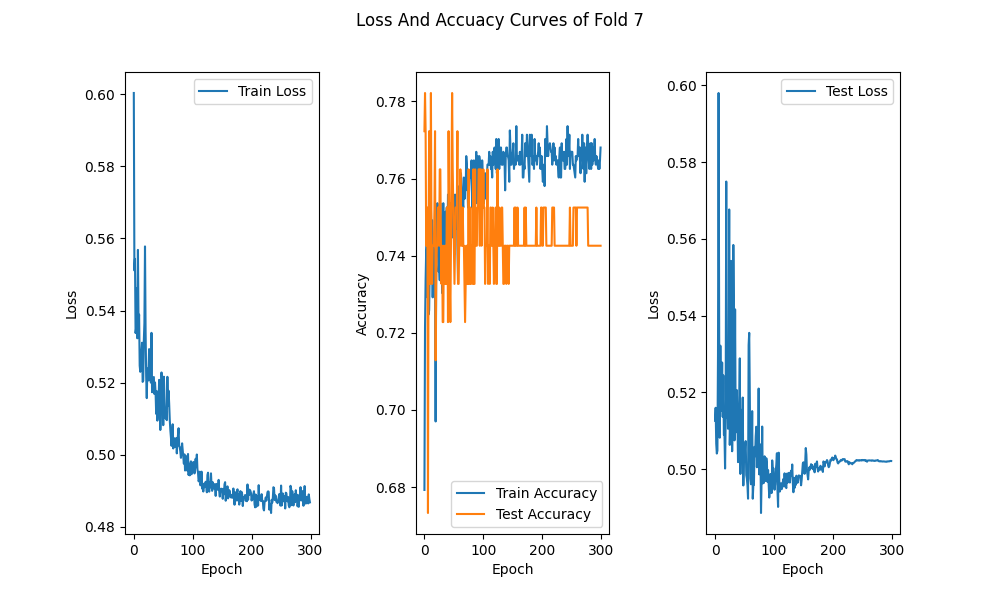 Loss And Accuacy Curves of Fold 7
Loss
0.60
0.58
0.56
0.54
0.52
0.50
0.48
0
100
200
300
Epoch
Train Loss
Accuracy
0.78
0.76
0.74
0.72
0.70
0.68
0
100
200
300
Epoch
Train Accuracy
Test Accuracy
Loss
0.60
0.58
0.56
0.54
0.52
0.50
0
100
200
300
Epoch
Test Loss